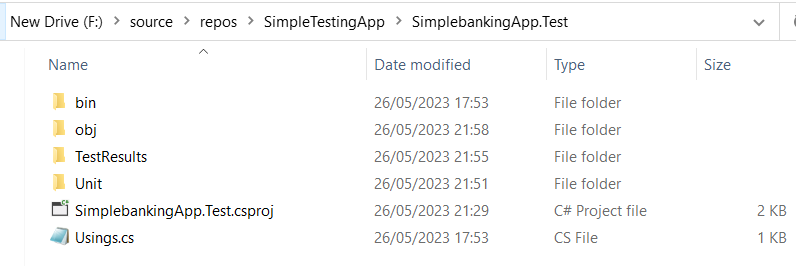 New Drive (F:) > source > repos > SimpleTestingApp > SimplebankingApp.Test
Name Date modified Type Size
bin 26/05/2023 17:53 File folder
obj 26/05/2023 21:58 File folder
TestResults 26/05/2023 21:55 File folder
Unit 26/05/2023 21:51 File folder
SimplebankingApp.Test.csproj 26/05/2023 21:29 C# Project file 2 KB
Usings.cs 26/05/2023 17:53 CS File 1 KB